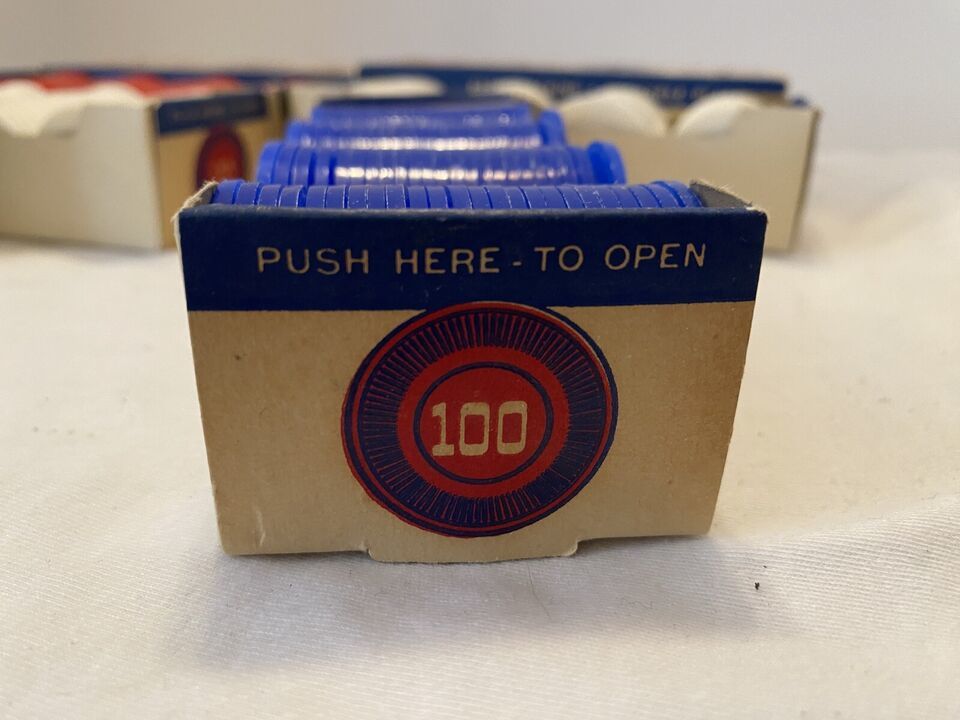 PUSH HERE - TO OPEN
100